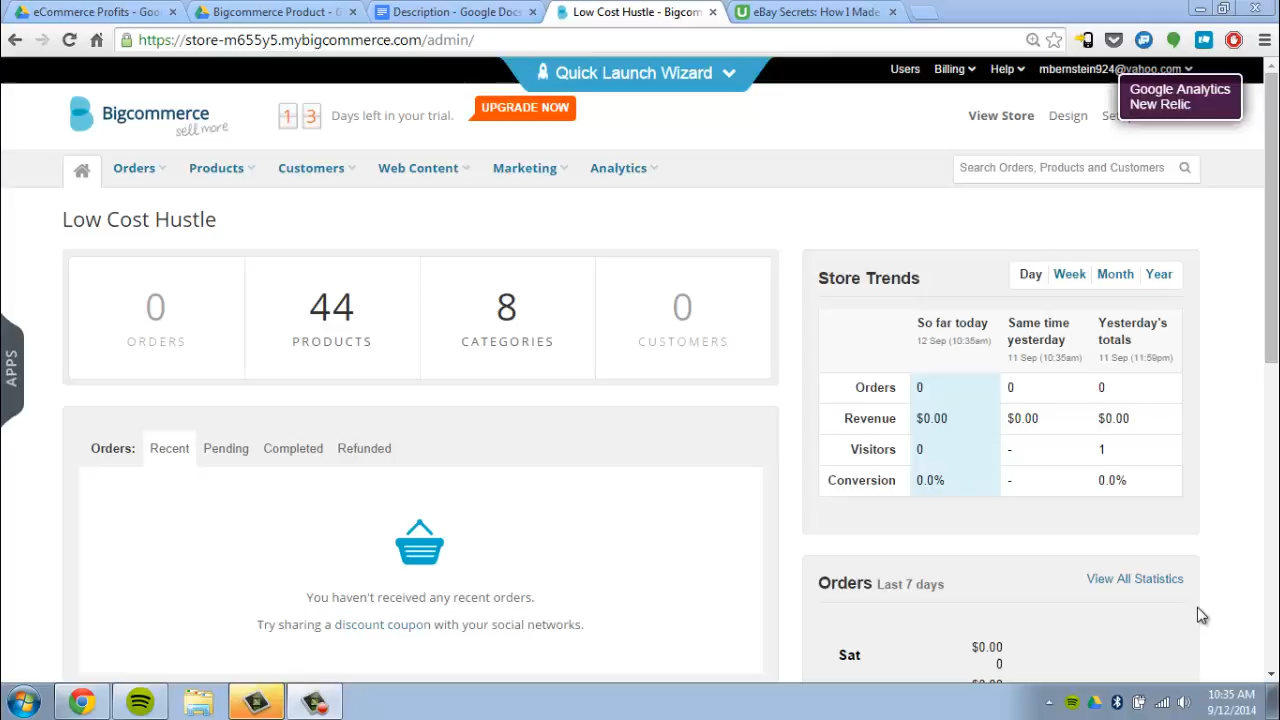 eCommerce Profits - Goo
Bigcommerce Product - G
Description - Google Docs
Low Cost Hustle - Bigcom
eBay Secrets: How I Made
https://store-m655y5.mybigcommerce.com/admin/
Quick Launch Wizard
Users
Billing
Help
mbernstein924@yahoo.com
Google Analytics
New Relic
Bigcommerce
sell more
1 3
Days left in your trial.
UPGRADE NOW
View Store
Design
Orders
Products
Customers
Web Content
Marketing
Analytics
Search Orders, Products and Customers
Low Cost Hustle
0
ORDERS
44
PRODUCTS
8
CATEGORIES
0
CUSTOMERS
Store Trends
Day
Week
Month
Year
So far today
12 Sep (10:35am)
Same time
yesterday
11 Sep (10:35am)
Yesterday's
totals
11 Sep (11:59pm)
Orders 0 0 0
Revenue $0.00 $0.00 $0.00
Visitors 0 - 1
Conversion 0.0% - 0.0%
APPS
Orders:
Recent
Pending
Completed
Refunded
You haven't received any recent orders.
Try sharing a discount coupon with your social networks.
Orders Last 7 days
View All Statistics
Sat
$0.00
0
10:35 AM
9/12/2014